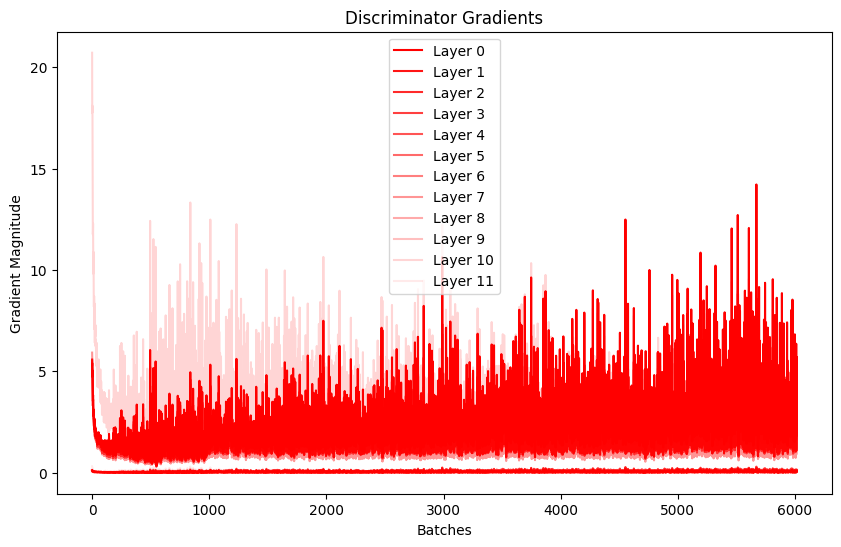 Discriminator Gradients
Layer 0
Layer 1
Layer 2
Layer 3
Layer 4
Layer 5
Layer 6
Layer 7
Layer 8
Layer 9
Layer 10
Layer 11
Gradient Magnitude
20
15
10
5
0
0 1000 2000 3000 4000 5000 6000
Batches